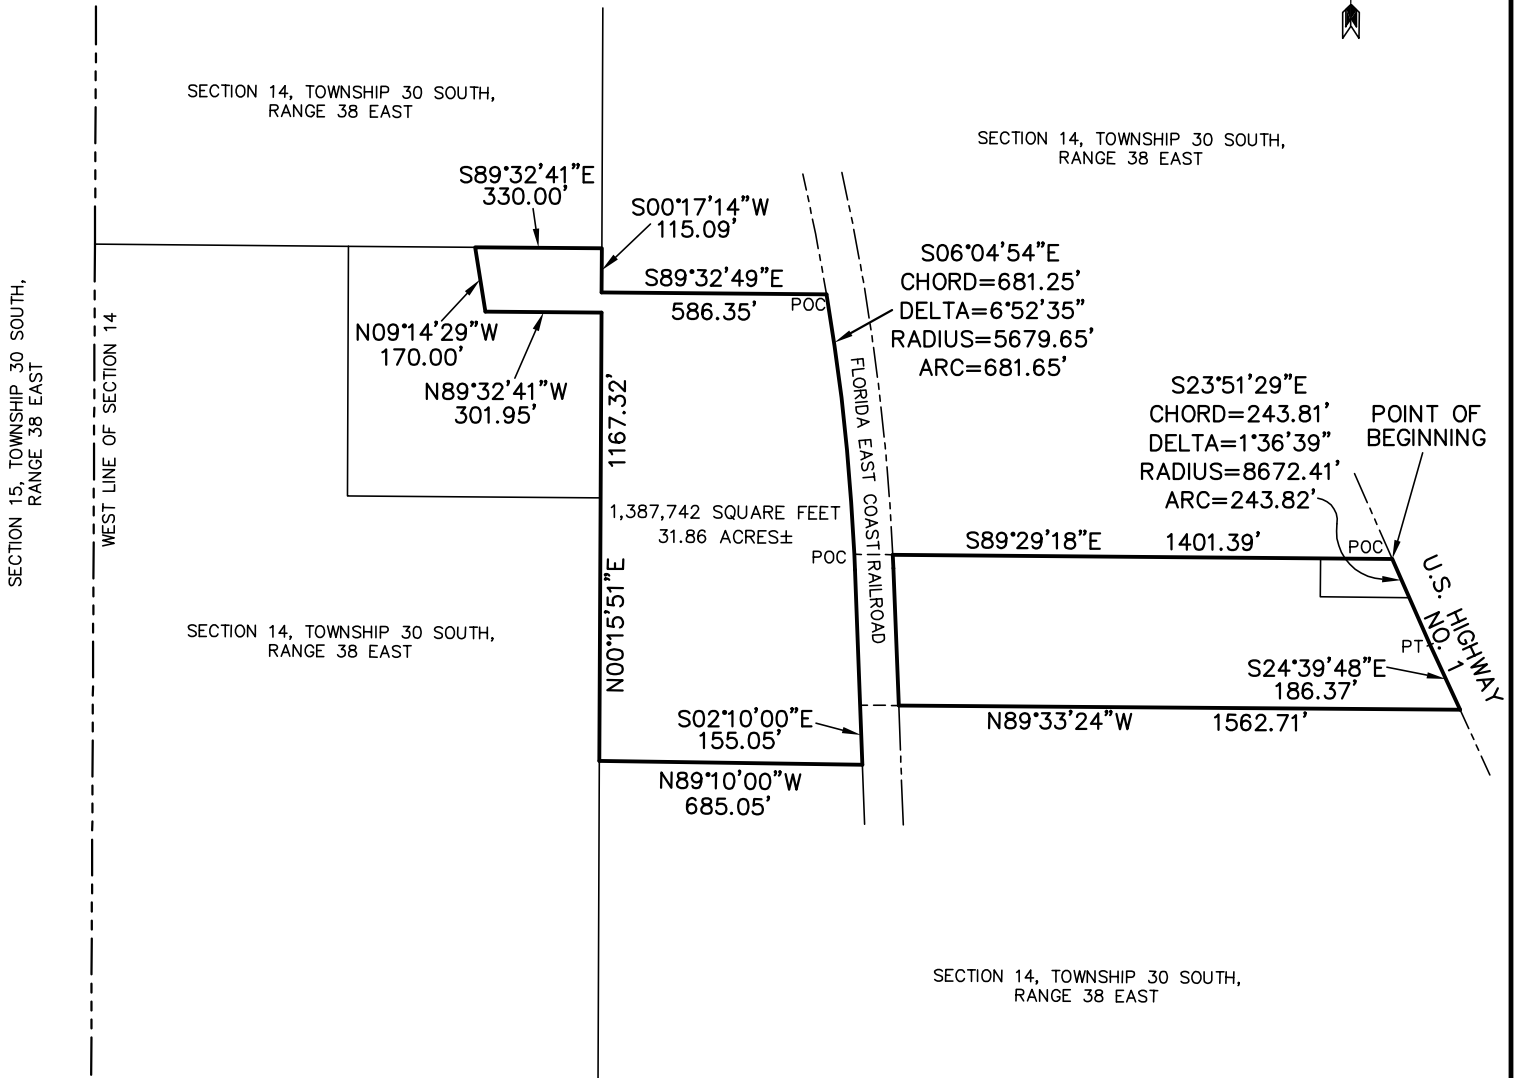 SECTION 14, TOWNSHIP 30 SOUTH,
RANGE 38 EAST
SECTION 14, TOWNSHIP 30 SOUTH,
RANGE 38 EAST
S89°32'41"E
330.00'
S00°17'14"W
115.09'
S89°32'49"E
586.35'
POC
S06°04'54"E
CHORD=681.25'
DELTA=6°52'35"
RADIUS=5679.65'
ARC=681.65'
N09°14'29"W
170.00'
N89°32'41"W
301.95'
SECTION 15, TOWNSHIP 30 SOUTH,
RANGE 38 EAST
WEST LINE OF SECTION 14
1167.32'
N00°15'51"E
FLORIDA EAST COAST RAILROAD
S23°51'29"E
CHORD=243.81'
DELTA=1°36'39"
RADIUS=8672.41'
ARC=243.82'
POINT OF
BEGINNING
1,387,742 SQUARE FEET
31.86 ACRES±
POC
S89°29'18"E 1401.39'
POC
U.S. HIGHWAY
NO. 1
PT
SECTION 14, TOWNSHIP 30 SOUTH,
RANGE 38 EAST
S24°39'48"E
186.37'
S02°10'00"E
155.05'
N89°33'24"W 1562.71'
N89°10'00"W
685.05'
SECTION 14, TOWNSHIP 30 SOUTH,
RANGE 38 EAST